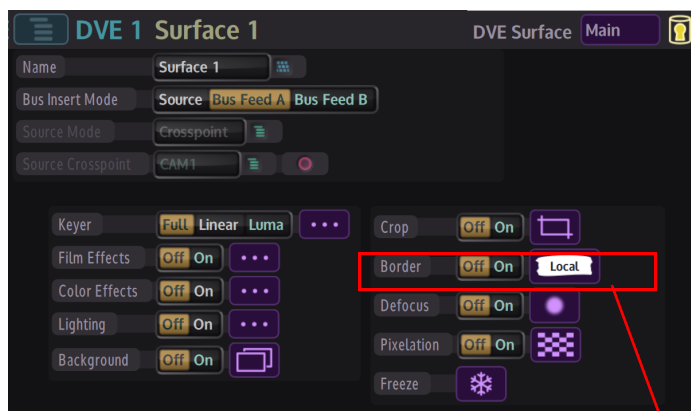 DVE 1 Surface 1 DVE Surface Main
Name Surface 1
Bus Insert Mode Source Bus Feed A Bus Feed B
Source Mode Crosspoint
Source Crosspoint CAM1
Keyer Full Linear Luma
Film Effects Off On
Color Effects Off On
Lighting Off On
Background Off On
Crop Off On
Border Off On Local
Defocus Off On
Pixelation Off On
Freeze